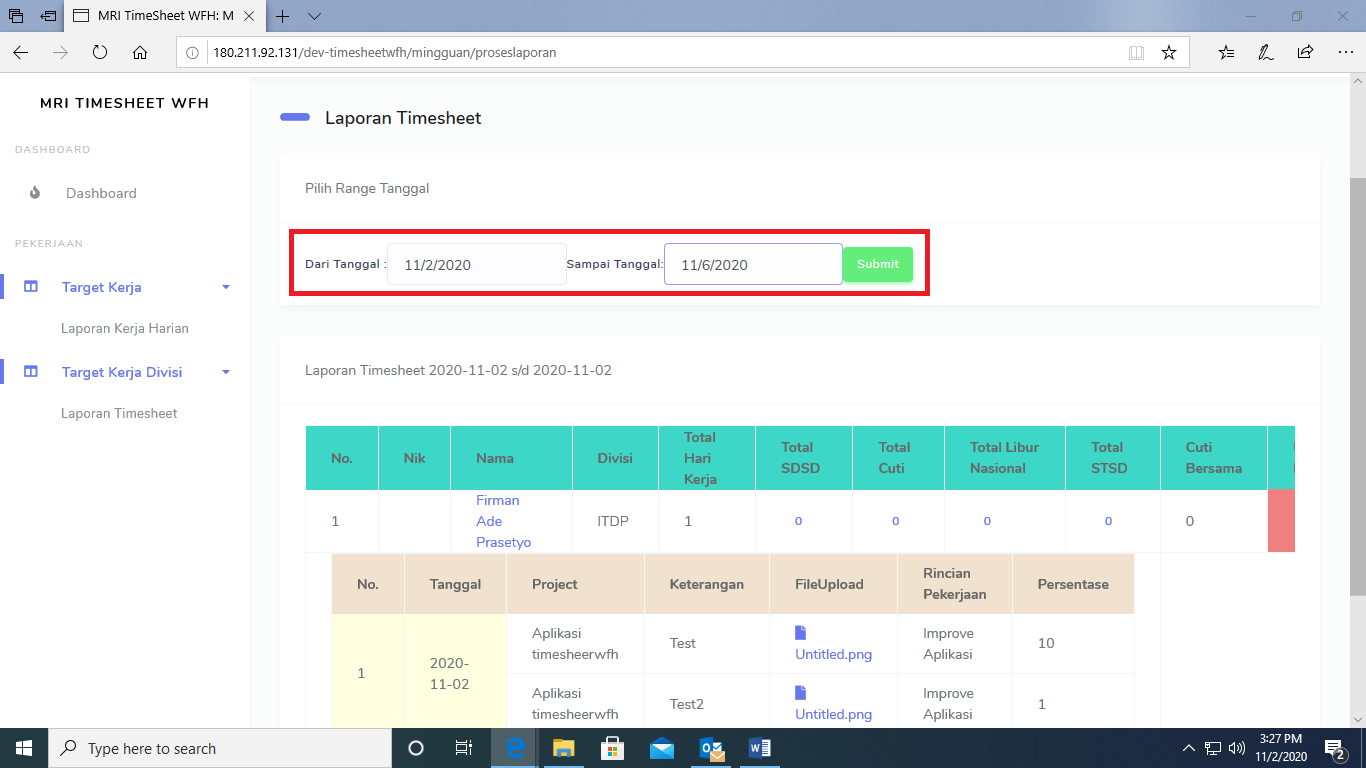 MRI TimeSheet WFH: M
180.211.92.131/dev-timesheetwfh/mingguan/proseslaporan
MRI TIMESHEET WFH
DASHBOARD
Dashboard
PEKERJAAN
Target Kerja
Laporan Kerja Harian
Target Kerja Divisi
Laporan Timesheet
Laporan Timesheet
Pilih Range Tanggal
Dari Tanggal : 11/2/2020 Sampai Tanggal: 11/6/2020 Submit
Laporan Timesheet 2020-11-02 s/d 2020-11-02
No. Nik Nama Divisi Total Hari Kerja Total SDSD Total Cuti Total Libur Nasional Total STSD Cuti Bersama
1 Firman Ade Prasetyo ITDP 1 0 0 0 0 0
No. Tanggal Project Keterangan FileUpload Rincian Pekerjaan Persentase
1 2020-11-02 Aplikasi timesheerwfh Test Untitled.png Improve Aplikasi 10
Aplikasi timesheerwfh Test2 Untitled.png Improve Aplikasi 1
Type here to search
3:27 PM
11/2/2020
2